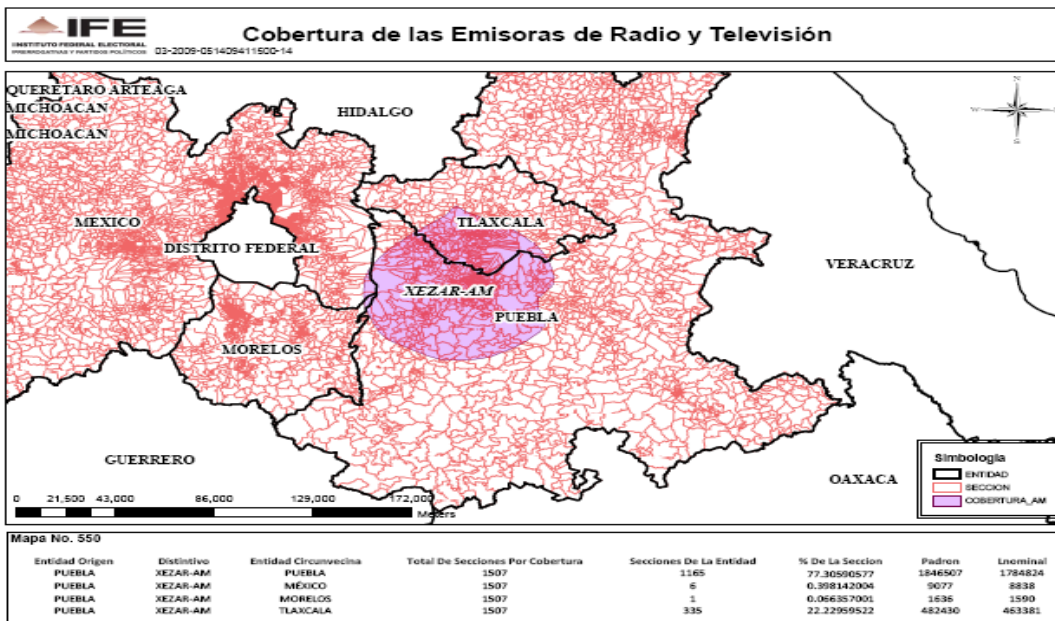 IFE
INSTITUTO FEDERAL ELECTORAL
PRERROGATIVAS Y PARTIDOS POLÍTICOS
03-2009-051409411500-14
Cobertura de las Emisoras de Radio y Televisión
QUERETARO ARTEAGA
MICHOACAN
MICHOACAN
HIDALGO
N
W
S
MEXICO
TLAXCALA
DISTRITO FEDERAL
VERACRUZ
XEZAR-AM
PUEBLA
MORELOS
GUERRERO
OAXACA
Simbologia
ENTIDAD
SECCION
COBERTURA_AM
0 21,500 43,000 86,000 129,000 172,000
Meters
Mapa No. 550
Entidad Origen Distintivo Entidad Circunvecina Total De Secciones Por Cobertura Secciones De La Entidad % De La Seccion Padron Lnominal
PUEBLA XEZAR-AM PUEBLA 1507 1165 77.30590577 1846507 1784824
PUEBLA XEZAR-AM MÉXICO 1507 6 0.398142004 9077 8838
PUEBLA XEZAR-AM MORELOS 1507 1 0.066357001 1636 1590
PUEBLA XEZAR-AM TLAXCALA 1507 335 22.22959522 482430 463381